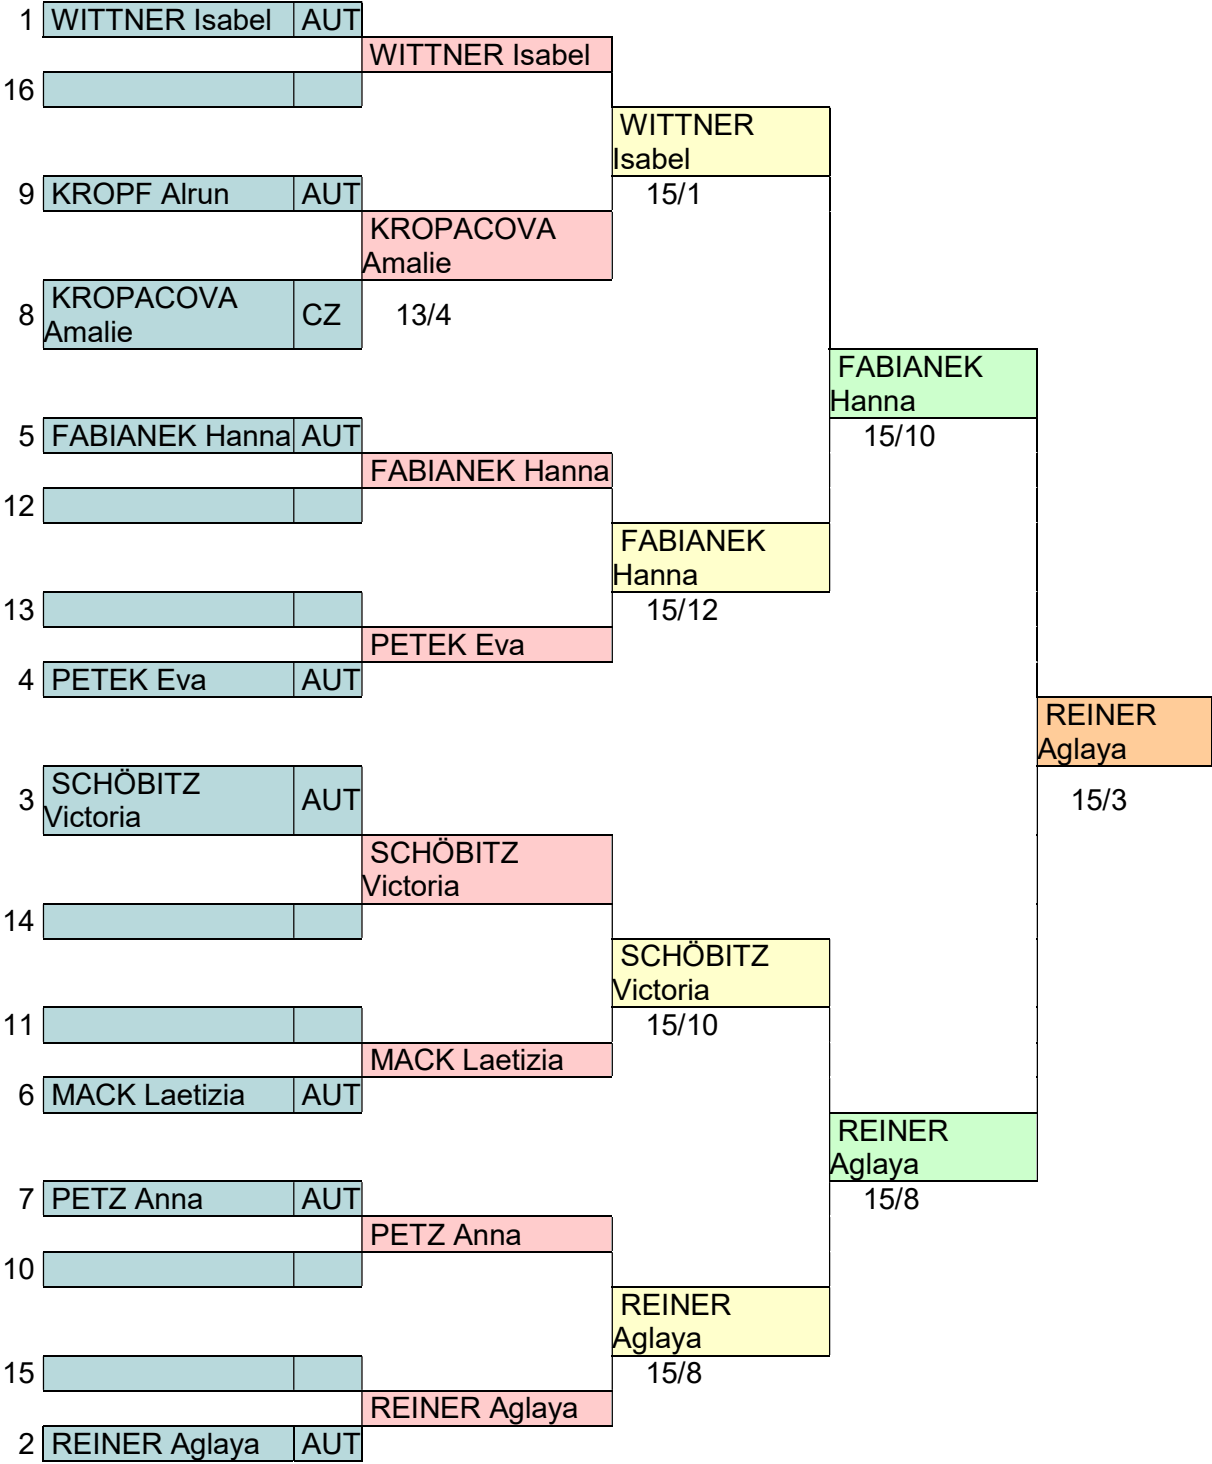 1 WITTNER Isabel AUT
WITTNER Isabel
16
WITTNER
Isabel
9 KROPF Alrun AUT
15/1
KROPACOVA
Amalie
8 KROPACOVA
Amalie CZ
13/4
FABIANEK
Hanna
5 FABIANEK Hanna AUT
15/10
FABIANEK Hanna
12
FABIANEK
Hanna
13
15/12
PETEK Eva
4 PETEK Eva AUT
REINER
Aglaya
3 SCHÖBITZ
Victoria AUT
15/3
SCHÖBITZ
Victoria
14
SCHÖBITZ
Victoria
11
15/10
MACK Laetizia
6 MACK Laetizia AUT
REINER
Aglaya
7 PETZ Anna AUT
15/8
PETZ Anna
10
REINER
Aglaya
15
15/8
REINER Aglaya
2 REINER Aglaya AUT